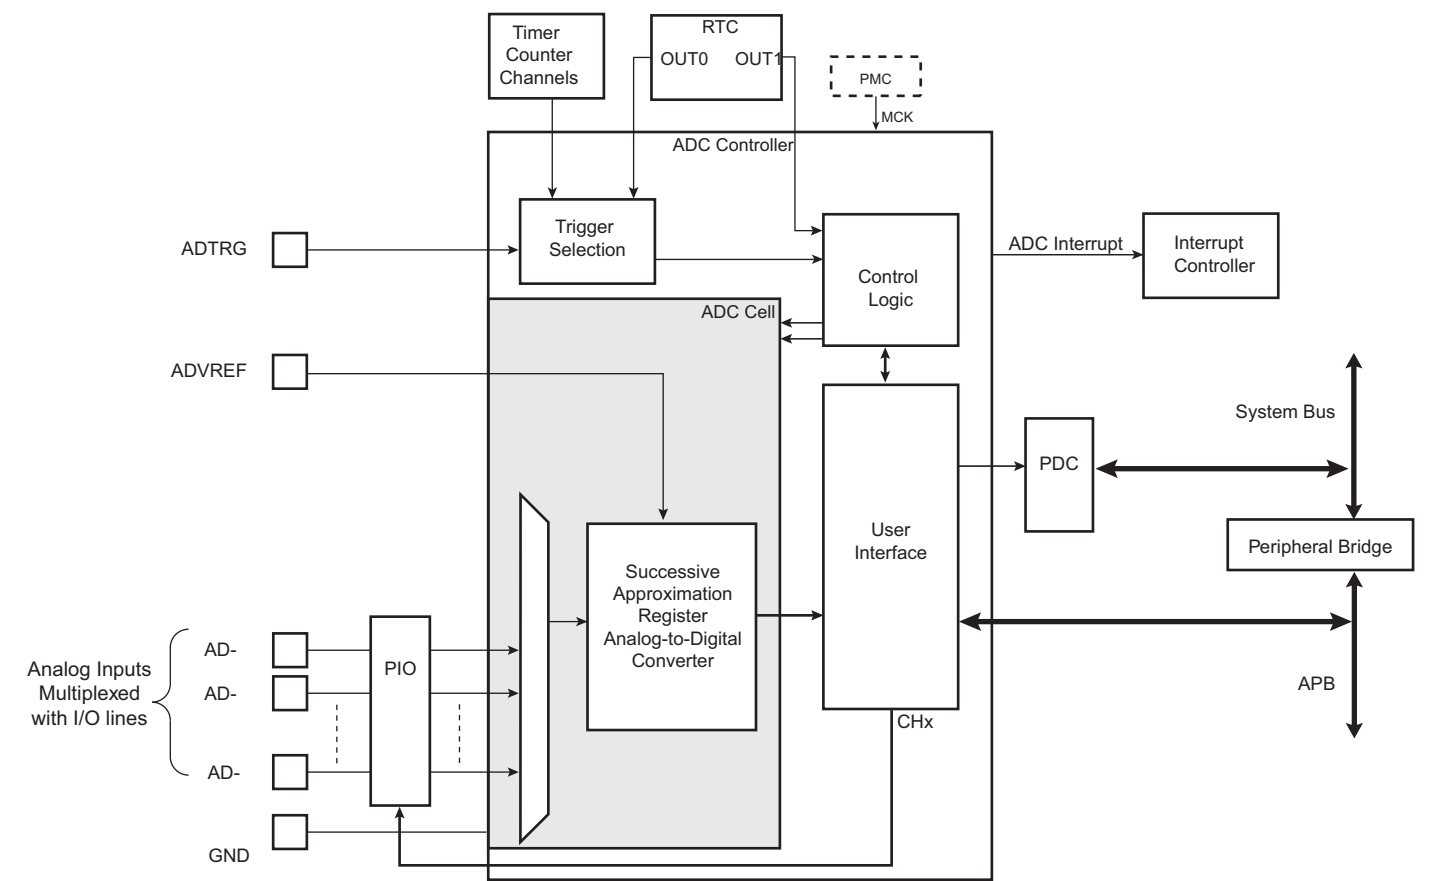 Timer
Counter
Channels
RTC
OUT0 OUT1
PMC
MCK
ADC Controller
ADTRG
Trigger
Selection
Control
Logic
ADC Interrupt
Interrupt
Controller
ADC Cell
ADVREF
System Bus
PDC
User
Interface
Peripheral Bridge
Successive
Approximation
Register
Analog-to-Digital
Converter
Analog Inputs
Multiplexed
with I/O lines
AD-
AD-
AD-
PIO
APB
CHx
GND